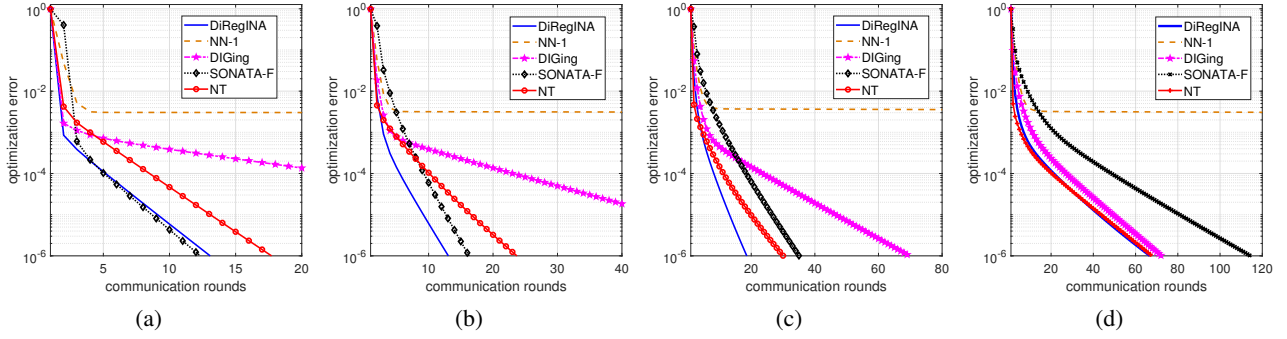 10^0
10^-2
10^-4
10^-6
optimization error
5
10
15
20
communication rounds
DiRegINA
NN-1
DIGing
SONATA-F
NT
(a)
10^0
10^-2
10^-4
10^-6
optimization error
10
20
30
40
communication rounds
DiRegINA
NN-1
DIGing
SONATA-F
NT
(b)
10^0
10^-2
10^-4
10^-6
optimization error
20
40
60
80
communication rounds
DiRegINA
NN-1
DIGing
SONATA-F
NT
(c)
10^0
10^-2
10^-4
10^-6
optimization error
20
40
60
80
100
120
communication rounds
DiRegINA
NN-1
DIGing
SONATA-F
NT
(d)